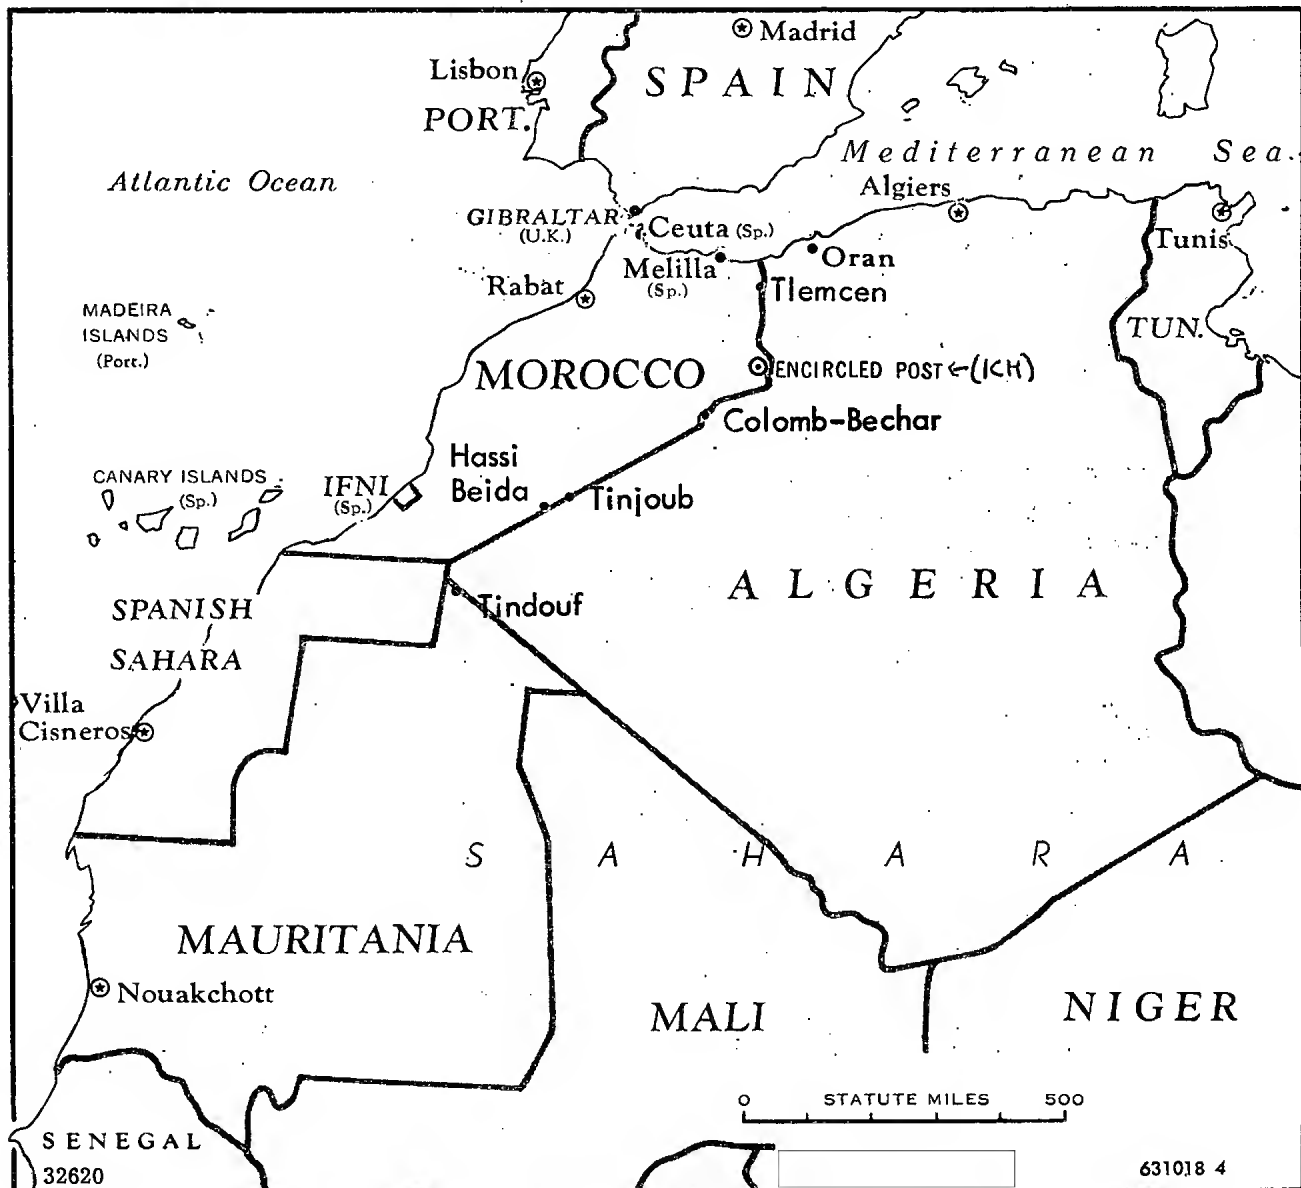 Madrid
Lisbon
SPAIN
PORT.
Mediterranean Sea
Atlantic Ocean
Algiers
GIBRALTAR
(U.K.)
Ceuta (Sp.)
Tunis
Oran
Melilla
(Sp.)
Rabat
Tlemcen
MADEIRA
ISLANDS
(Port.)
TUN.
MOROCCO
ENCIRCLED POST ← (ICH)
Colomb-Bechar
Hassi
Beida
CANARY ISLANDS
(Sp.)
IFNI
(Sp.)
Tinjoub
ALGERIA
SPANISH
SAHARA
Tindouf
Villa
Cisneros
SAHARA
MAURITANIA
Nouakchott
MALI
NIGER
0 STATUTE MILES 500
SENEGAL
32620
631018 4